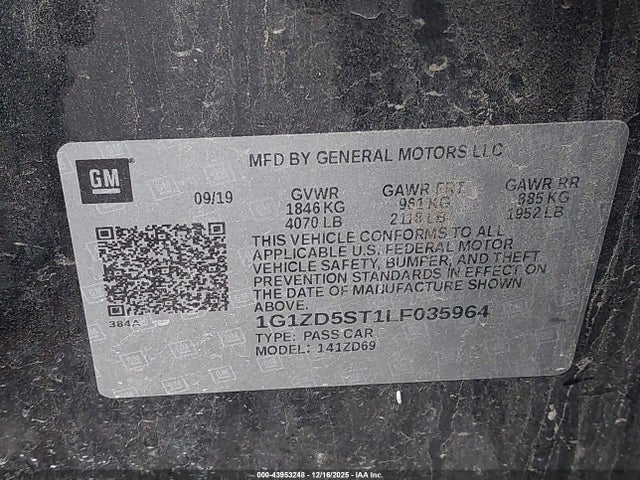 GM
MFD BY GENERAL MOTORS LLC
09/19
GVWR
1846 KG
4070 LB
GAWR FRT
961 KG
2118 LB
GAWR RR
885 KG
1952 LB
THIS VEHICLE CONFORMS TO ALL
APPLICABLE U.S. FEDERAL MOTOR
VEHICLE SAFETY, BUMPER, AND THEFT
PREVENTION STANDARDS IN EFFECT ON
THE DATE OF MANUFACTURE SHOWN
ABOVE.
384A
1G1ZD5ST1LF035964
TYPE: PASS CAR
MODEL: 141ZD69
000-43953248 - 12/16/2025 - IAA Inc.